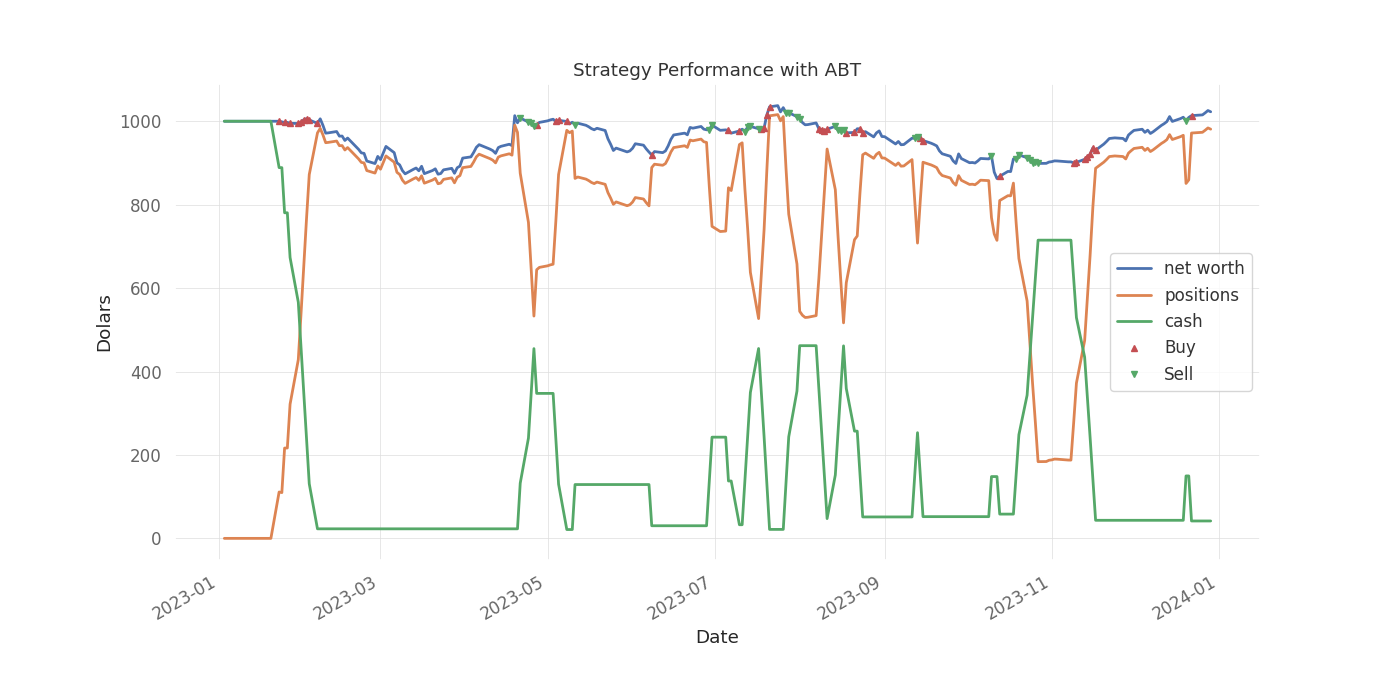 Strategy Performance with ABT
Dolars
1000
800
600
400
200
0
net worth
positions
cash
Buy
Sell
2023-01
2023-03
2023-05
2023-07
2023-09
2023-11
2024-01
Date